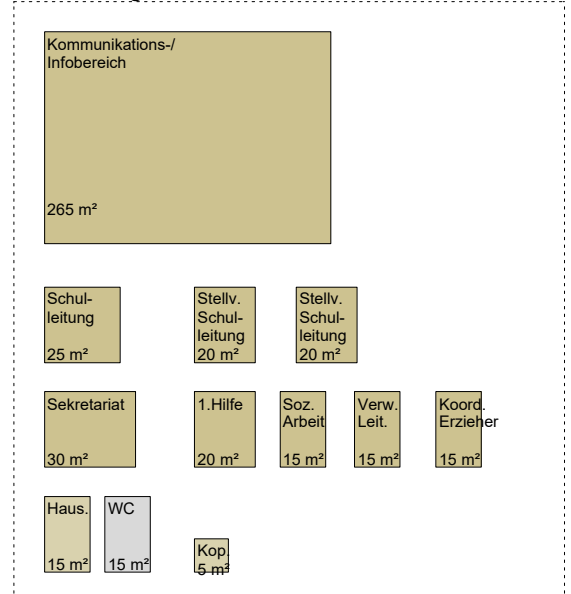 Kommunikations-/
Infobereich
265 m²
Schul-
leitung
25 m²
Stellv.
Schul-
leitung
20 m²
Stellv.
Schul-
leitung
20 m²
Sekretariat
30 m²
1.Hilfe
20 m²
Soz.
Arbeit
15 m²
Verw.
Leit.
15 m²
Koord.
Erzieher
15 m²
Haus.
15 m²
WC
15 m²
Kop.
5 m²